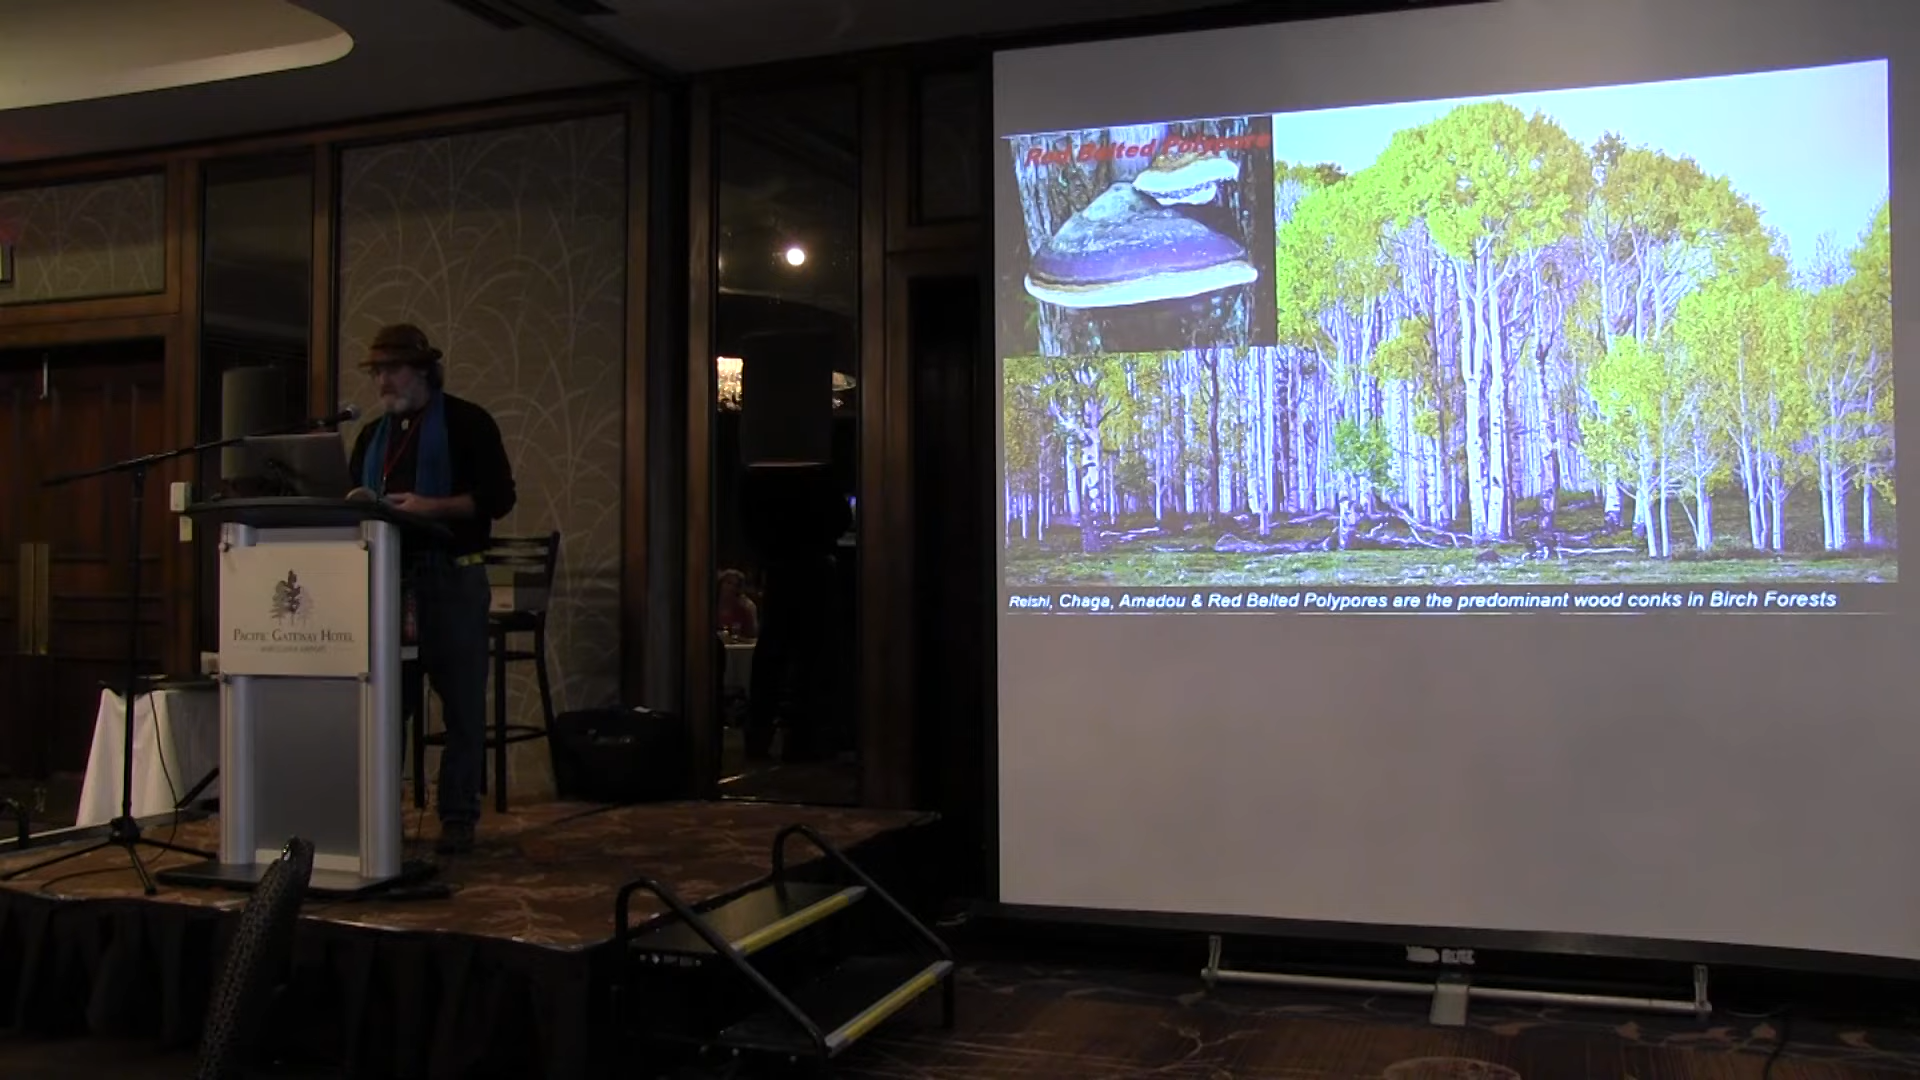 PACIFIC GATEWAY HOTEL
Red Belted Polypore
Reishi, Chaga, Amadou & Red Belted Polypores are the predominant wood conks in Birch Forests